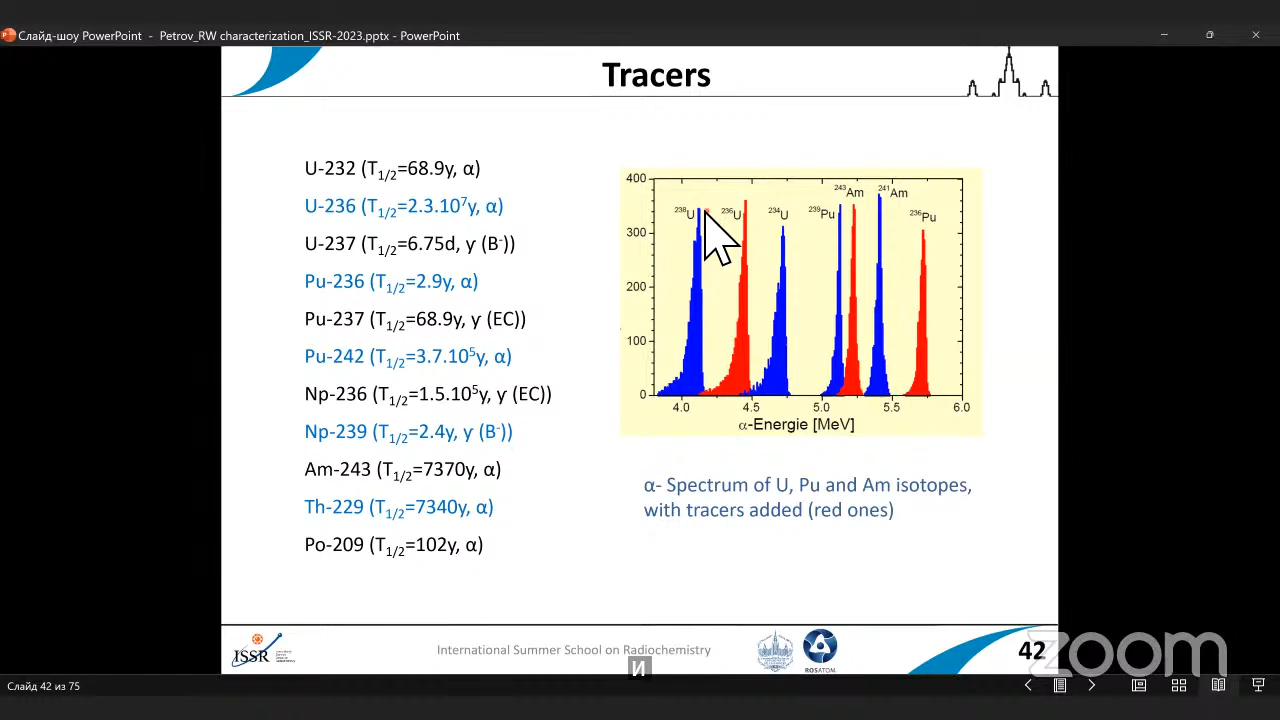 Слайд-шоу PowerPoint - Petrov_RW characterization_ISSR-2023.pptx - PowerPoint
Tracers
U-232 (T1/2=68.9y, α)
U-236 (T1/2=2.3.10⁷y, α)
U-237 (T1/2=6.75d, γ (B⁻))
Pu-236 (T1/2=2.9y, α)
Pu-237 (T1/2=68.9y, γ (EC))
Pu-242 (T1/2=3.7.10⁵y, α)
Np-236 (T1/2=1.5.10⁵y, γ (EC))
Np-239 (T1/2=2.4y, γ (B⁻))
Am-243 (T1/2=7370y, α)
Th-229 (T1/2=7340y, α)
Po-209 (T1/2=102y, α)
400
300
200
100
0
²³⁸U
²³⁶U
²³⁴U
²³⁹Pu
²⁴³Am
²⁴¹Am
²³⁶Pu
4.0 4.5 5.0 5.5 6.0
α-Energie [MeV]
α- Spectrum of U, Pu and Am isotopes,
with tracers added (red ones)
ISSR
International Summer School on Radiochemistry
И
ROSATOM
42
zoom
Слайд 42 из 75